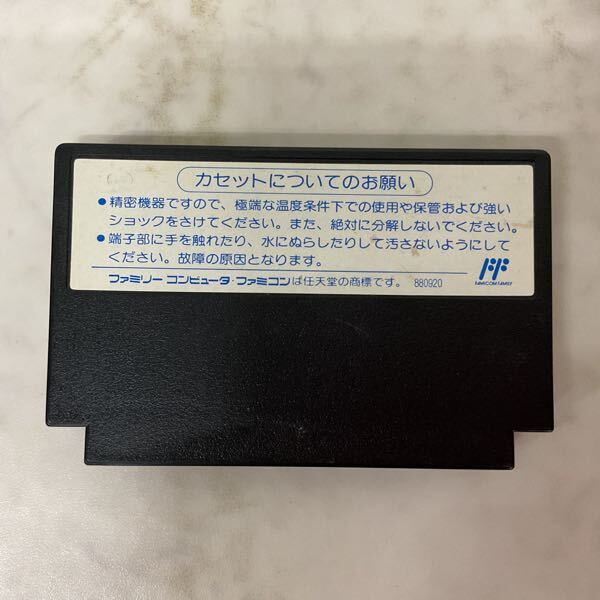 カセットについてのお願い
●精密機器ですので、極端な温度条件下での使用や保管および強い
ショックをさけてください。また、絶対に分解しないでください。
●端子部に手を触れたり、水にぬらしたりして汚さないようにして
ください。故障の原因となります。
ファミリーコンピュータ・ファミコンは任天堂の商標です。 880920
FAMICOM FAMILY